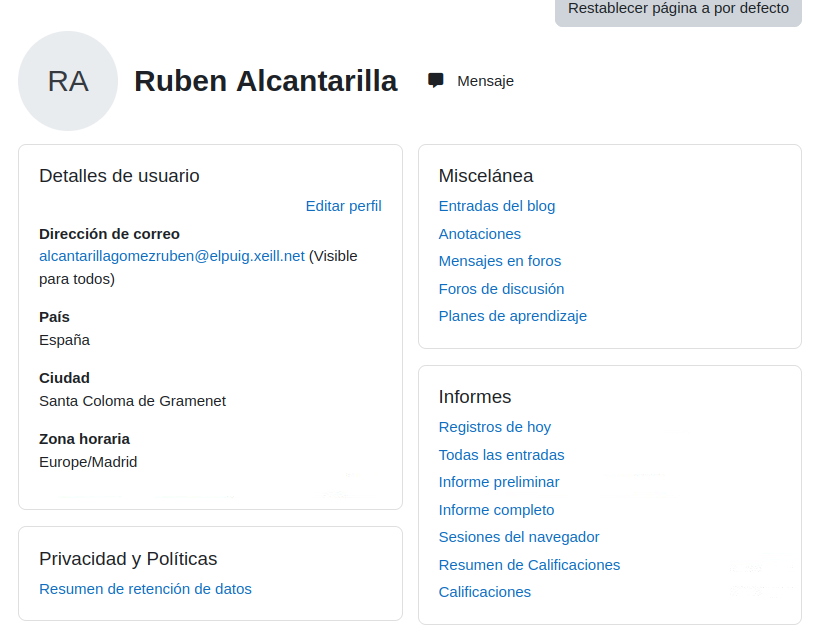 Restablecer página a por defecto
RA
Ruben Alcantarilla
Mensaje
Detalles de usuario
Editar perfil
Dirección de correo
alcantarillagomezruben@elpuig.xeill.net (Visible
para todos)
País
España
Ciudad
Santa Coloma de Gramenet
Zona horaria
Europe/Madrid
Privacidad y Políticas
Resumen de retención de datos
Miscelánea
Entradas del blog
Anotaciones
Mensajes en foros
Foros de discusión
Planes de aprendizaje
Informes
Registros de hoy
Todas las entradas
Informe preliminar
Informe completo
Sesiones del navegador
Resumen de Calificaciones
Calificaciones